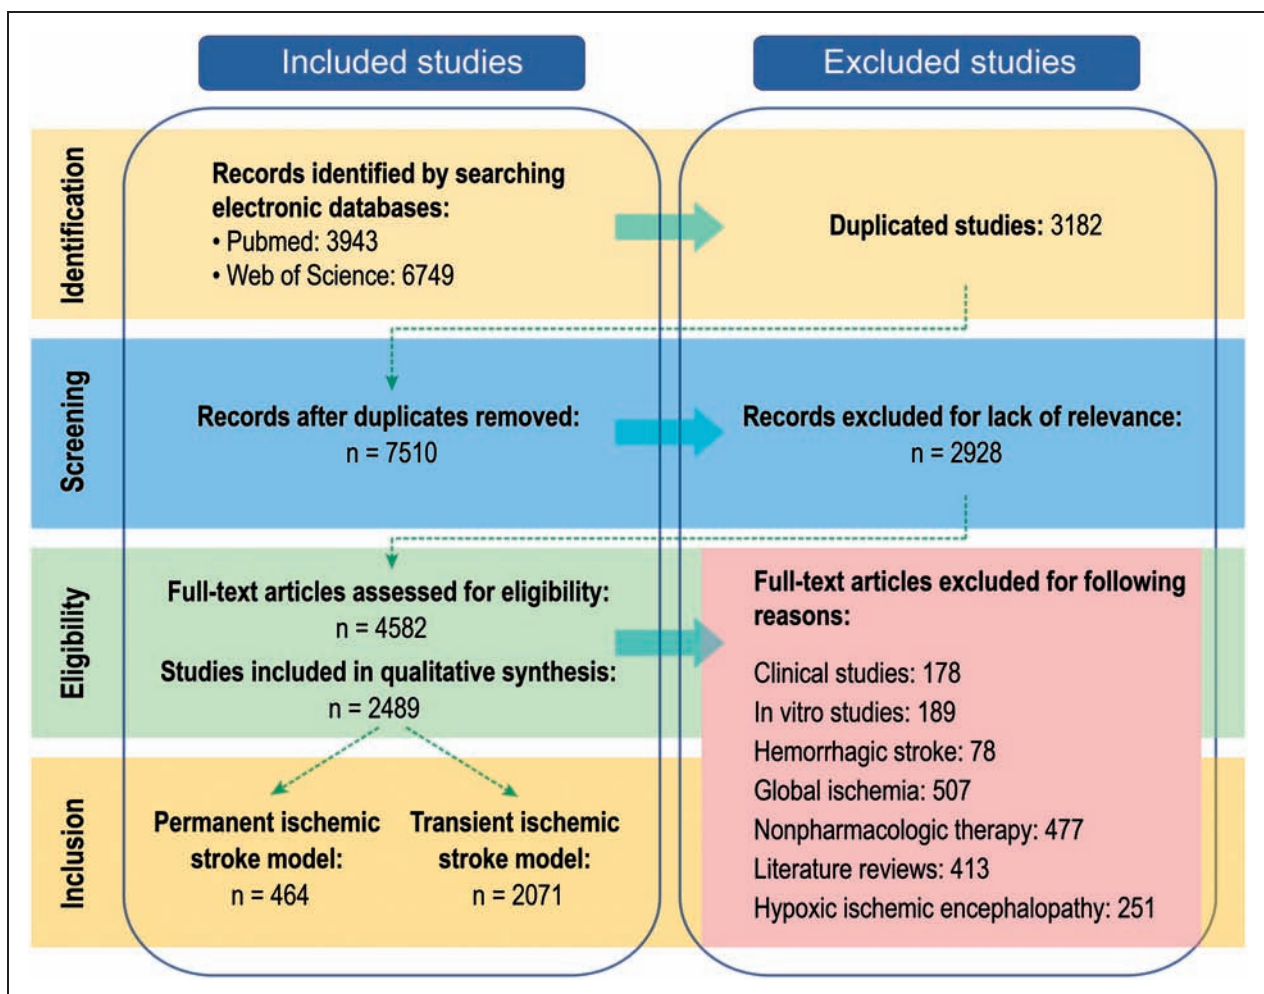 Included studies
Excluded studies
Identification
Records identified by searching
electronic databases:
• Pubmed: 3943
• Web of Science: 6749
Duplicated studies: 3182
Screening
Records after duplicates removed:
n = 7510
Records excluded for lack of relevance:
n = 2928
Eligibility
Full-text articles assessed for eligibility:
n = 4582
Studies included in qualitative synthesis:
n = 2489
Full-text articles excluded for following
reasons:
Clinical studies: 178
In vitro studies: 189
Hemorrhagic stroke: 78
Global ischemia: 507
Nonpharmacologic therapy: 477
Literature reviews: 413
Hypoxic ischemic encephalopathy: 251
Inclusion
Permanent ischemic
stroke model:
n = 464
Transient ischemic
stroke model:
n = 2071